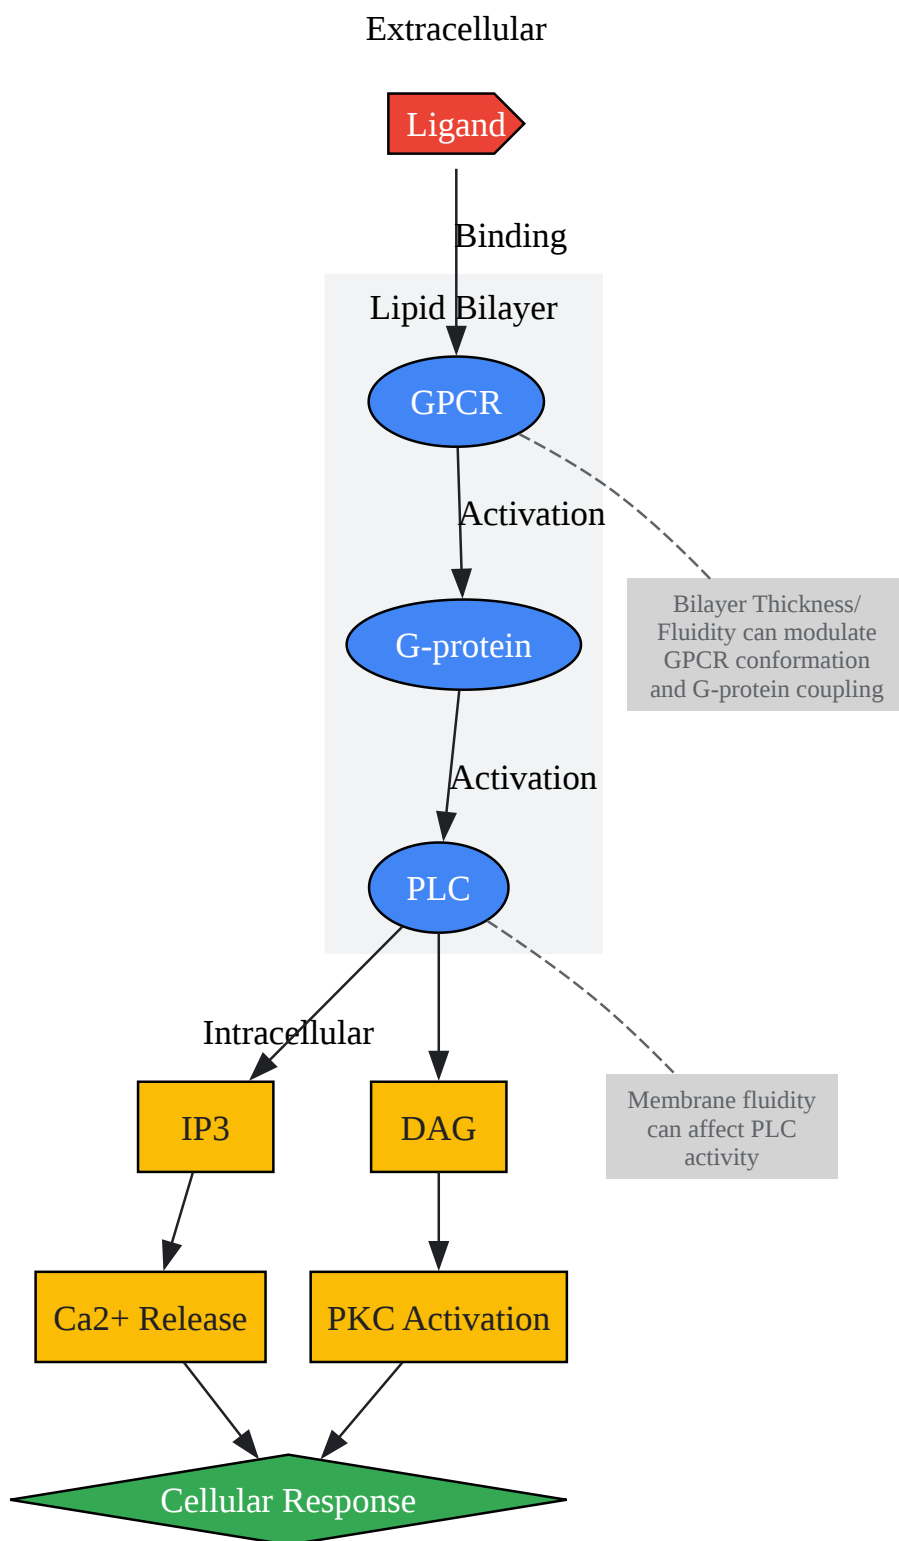 Extracellular
Ligand
Binding
Lipid Bilayer
GPCR
Activation
Bilayer Thickness/
Fluidity can modulate
GPCR conformation
and G-protein coupling
G-protein
Activation
PLC
Intracellular
IP3
DAG
Membrane fluidity
can affect PLC
activity
Ca2+ Release
PKC Activation
Cellular Response